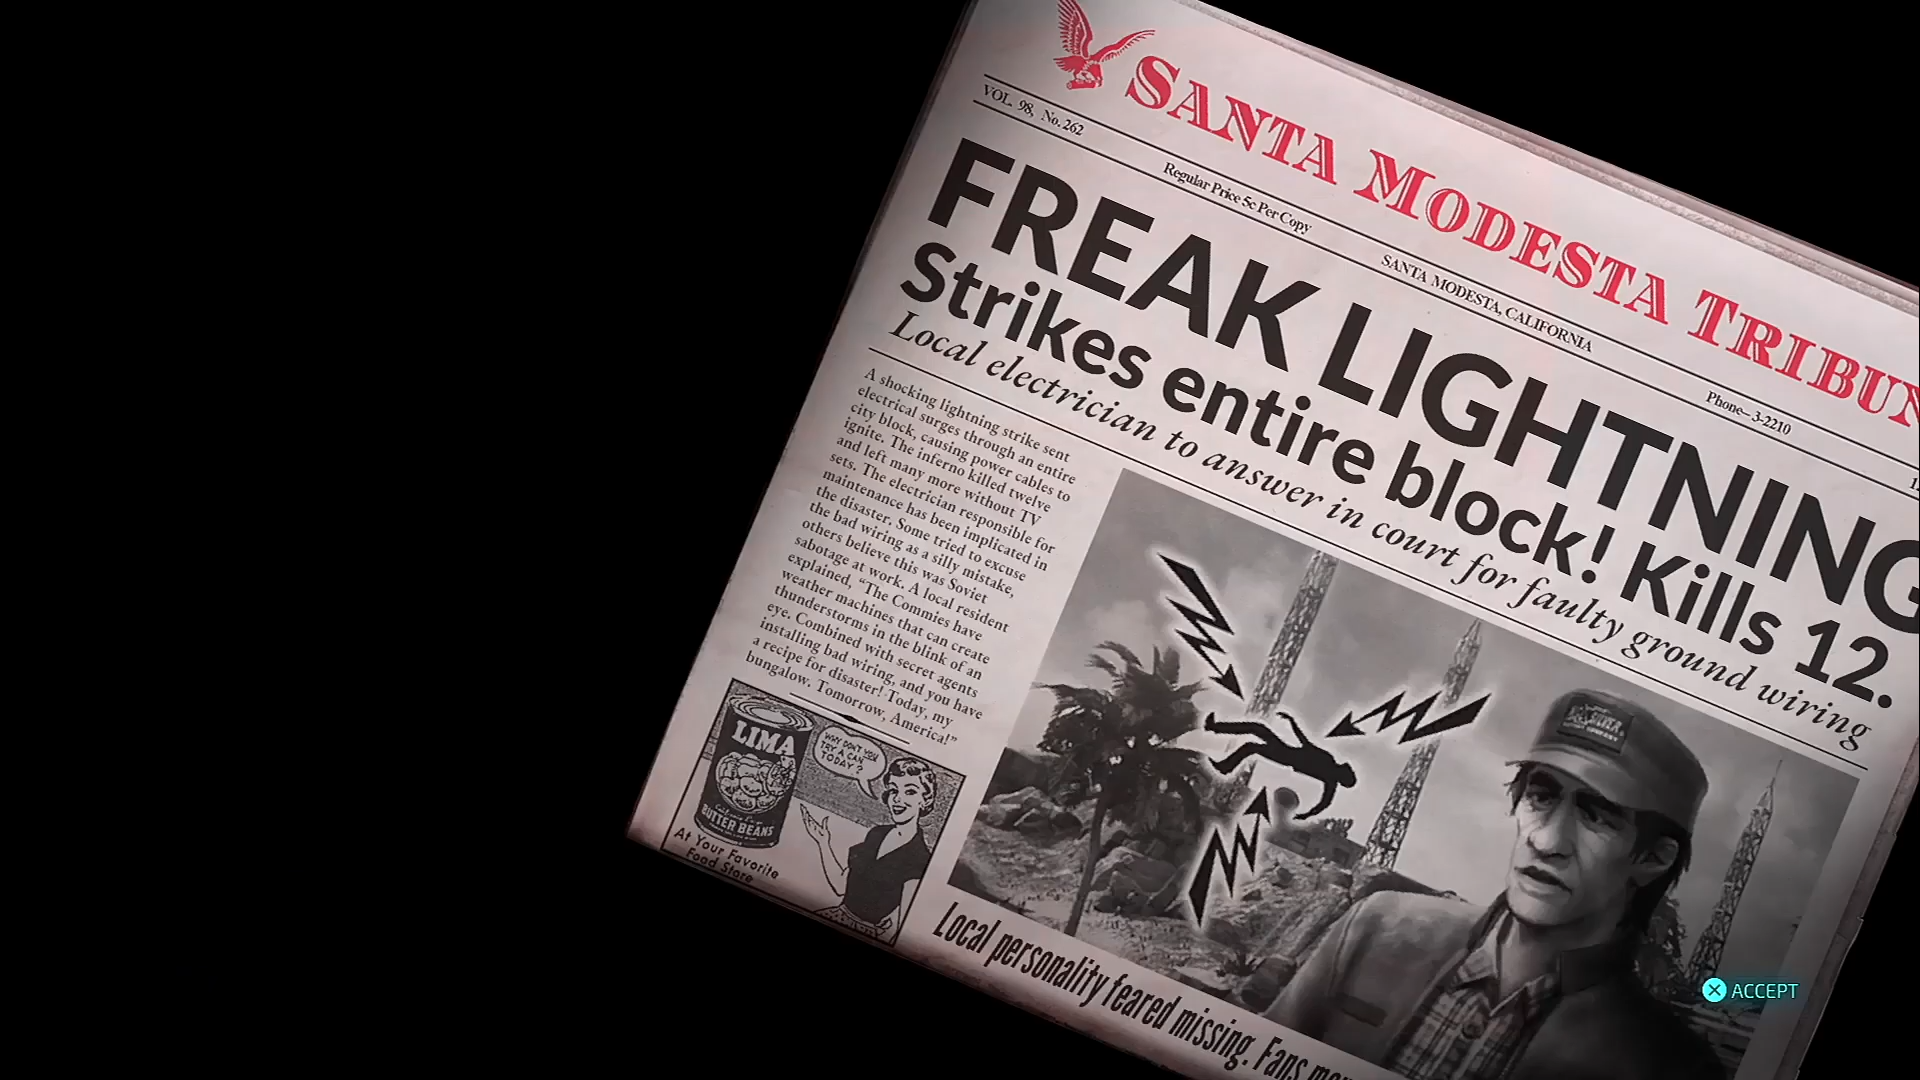 SANTA MODESTA TRIBUN
VOL. 98, No. 262
Regular Price 5c Per Copy
SANTA MODESTA, CALIFORNIA
Phone– 3-2210
FREAK LIGHTNING
Strikes entire block! Kills 12.
Local electrician to answer in court for faulty ground wiring
A shocking lightning strike sent
electrical surges through an entire
city block, causing power cables to
ignite. The inferno killed twelve
and left many more without TV
sets. The electrician responsible for
maintenance has been implicated in
the disaster. Some tried to excuse
the bad wiring as a silly mistake,
others believe this was Soviet
sabotage at work. A local resident
explained, “The Commies have
weather machines that can create
thunderstorms in the blink of an
eye. Combined with secret agents
installing bad wiring, and you have
a recipe for disaster! Today, my
bungalow. Tomorrow, America!”
LIMA
BUTTER BEANS
WHY DON'T YOU
TRY A CAN
TODAY?
At Your Favorite
Food Store
Local personality feared missing. Fans
ACCEPT